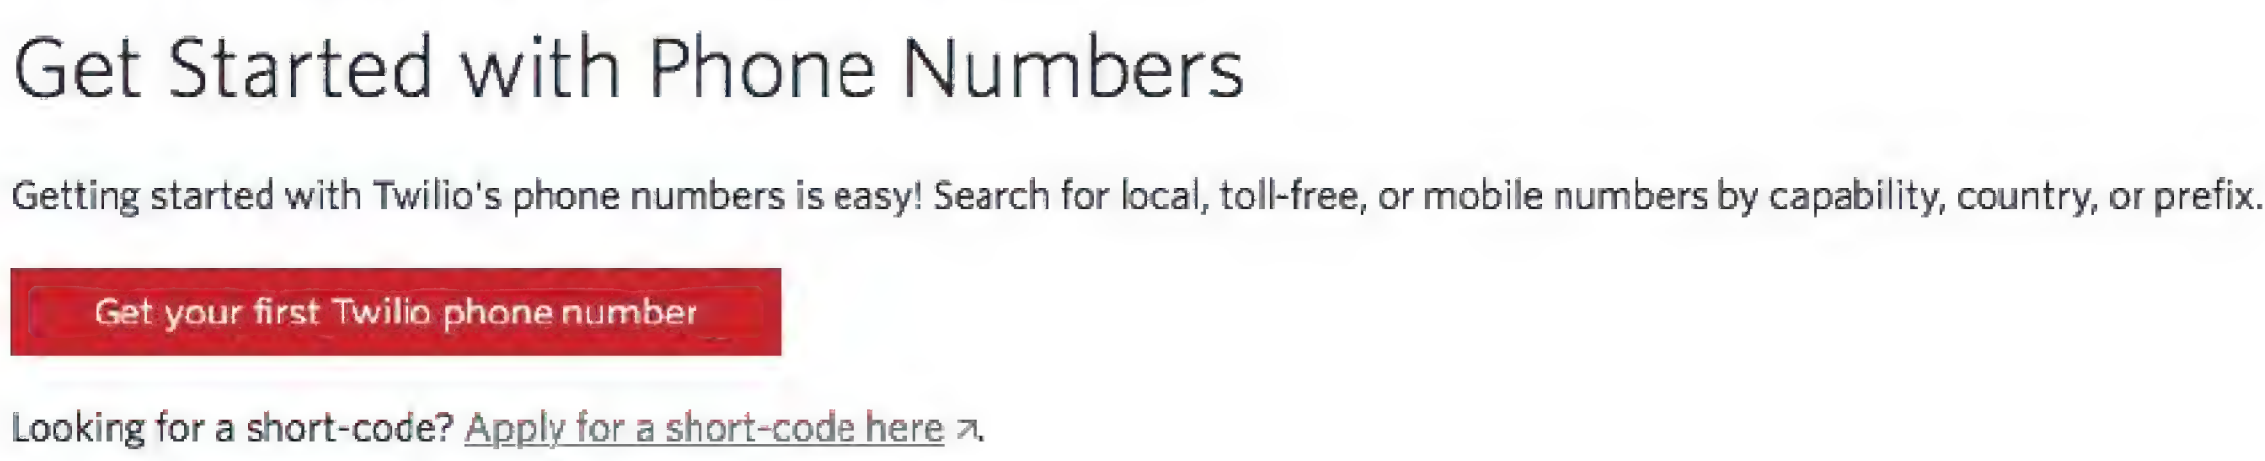 Get Started with Phone Numbers
Getting started with Twilio's phone numbers is easy! Search for local, toll-free, or mobile numbers by capability, country, or prefix.
Get your first Twilio phone number
Looking for a short-code? Apply for a short-code here ↗.